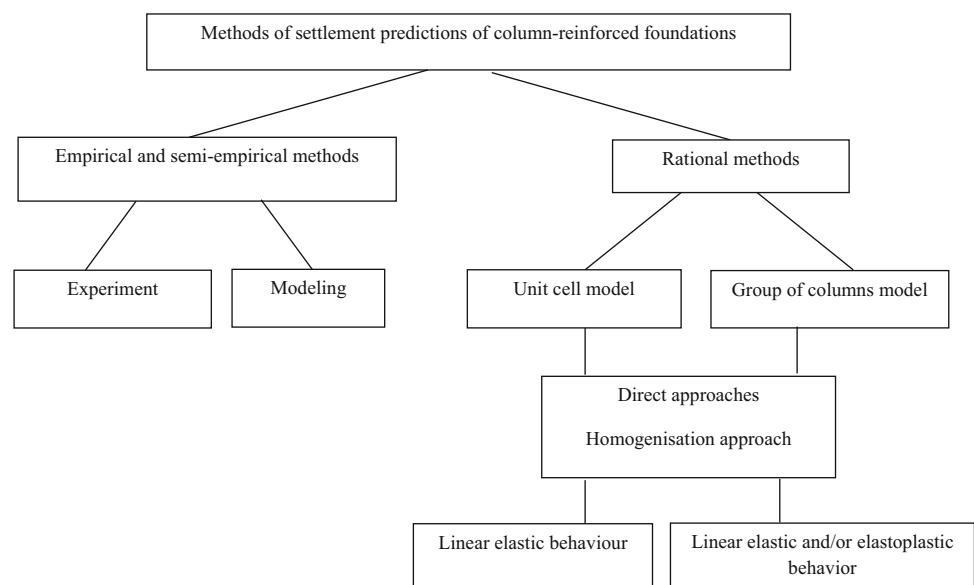 Methods of settlement predictions of column-reinforced foundations
Empirical and semi-empirical methods
Rational methods
Experiment
Modeling
Unit cell model
Group of columns model
Direct approaches
Homogenisation approach
Linear elastic behaviour
Linear elastic and/or elastoplastic
behavior